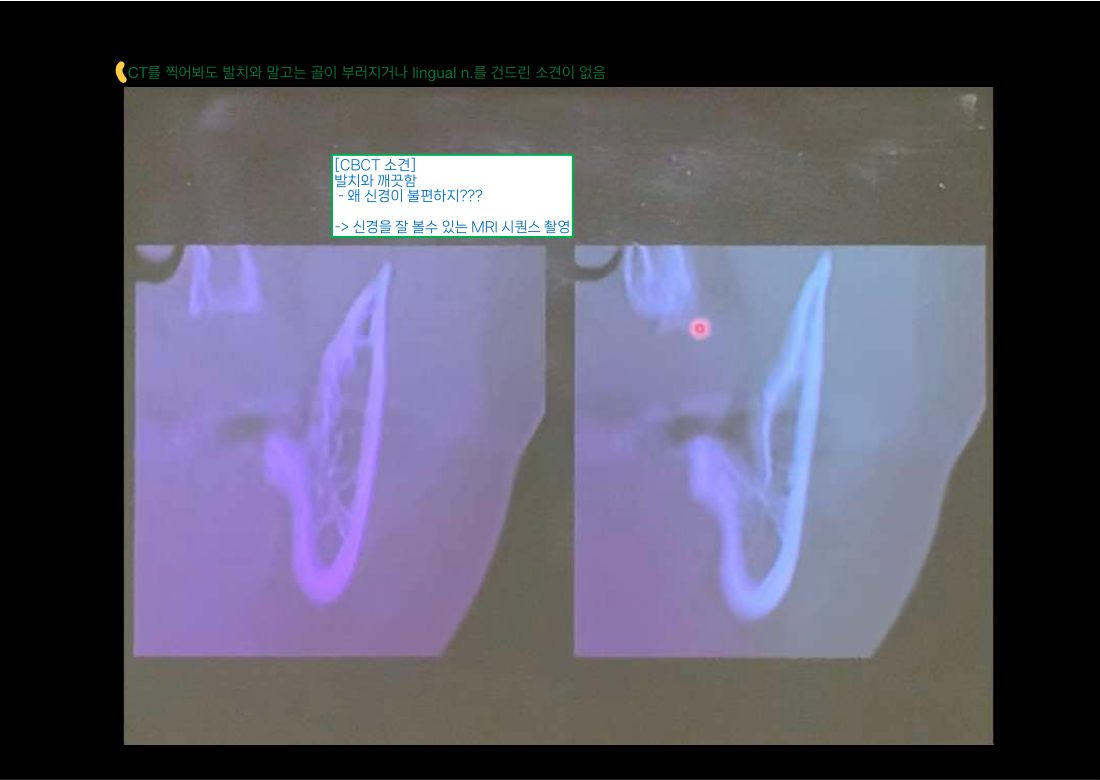 CT를 찍어봐도 발치와 말고는 골이 부러지거나 lingual n.를 건드린 소견이 없음
[CBCT 소견]
발치와 깨끗함
- 왜 신경이 불편하지???
-> 신경을 잘 볼수 있는 MRI 시퀀스 촬영